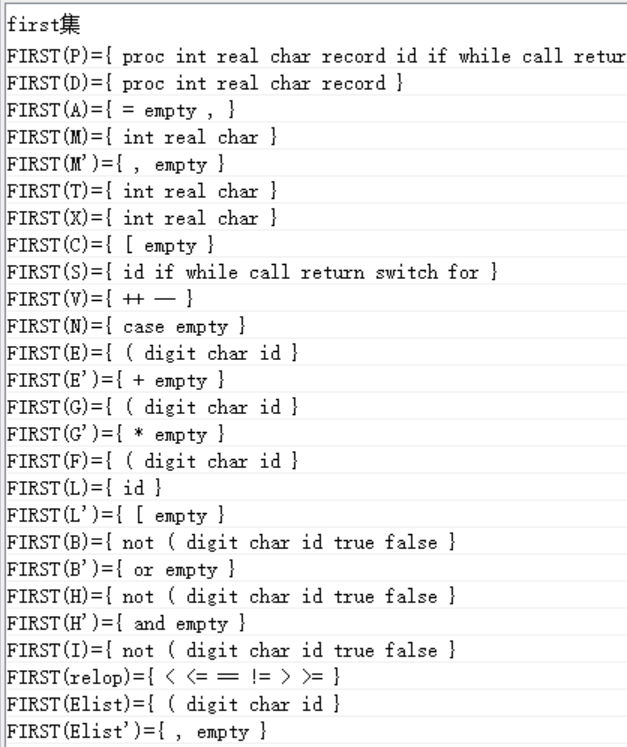 first集
FIRST(P)={ proc int real char record id if while call retur
FIRST(D)={ proc int real char record }
FIRST(A)={ = empty , }
FIRST(M)={ int real char }
FIRST(M')={ , empty }
FIRST(T)={ int real char }
FIRST(X)={ int real char }
FIRST(C)={ [ empty }
FIRST(S)={ id if while call return switch for }
FIRST(V)={ ++ -- }
FIRST(N)={ case empty }
FIRST(E)={ ( digit char id }
FIRST(E')={ + empty }
FIRST(G)={ ( digit char id }
FIRST(G')={ * empty }
FIRST(F)={ ( digit char id }
FIRST(L)={ id }
FIRST(L')={ [ empty }
FIRST(B)={ not ( digit char id true false }
FIRST(B')={ or empty }
FIRST(H)={ not ( digit char id true false }
FIRST(H')={ and empty }
FIRST(I)={ not ( digit char id true false }
FIRST(relop)={ < <= == != > >= }
FIRST(Elist)={ ( digit char id }
FIRST(Elist')={ , empty }